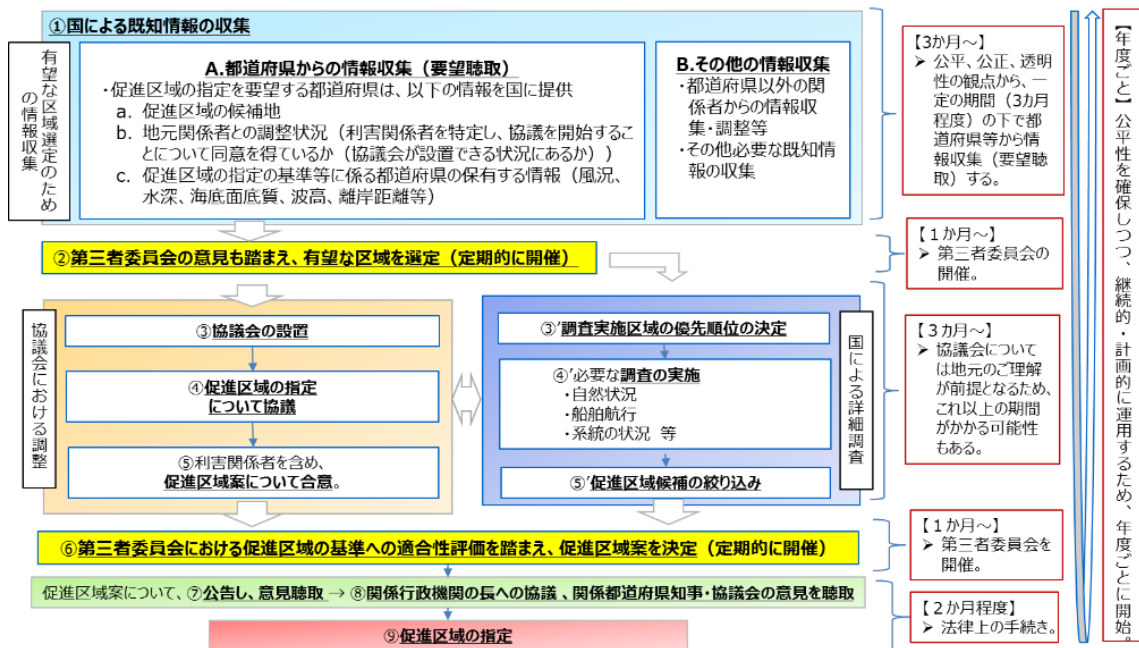 ①国による既知情報の収集
有望な区域選定のため
の情報収集
A.都道府県からの情報収集（要望聴取）
・促進区域の指定を要望する都道府県は、以下の情報を国に提供
a. 促進区域の候補地
b. 地元関係者との調整状況（利害関係者を特定し、協議を開始するこ
とについて同意を得ているか（協議会が設置できる状況にあるか））
c. 促進区域の指定の基準等に係る都道府県の保有する情報（風況、
水深、海底面底質、波高、離岸距離等）
B.その他の情報収集
・都道府県以外の関
係者からの情報収
集・調整等
・その他必要な既知情
報の収集
【3か月～】
➢ 公平、公正、透明
性の観点から、一
定の期間（3カ月
程度）の下で都
道府県等から情
報収集（要望聴
取）する。
②第三者委員会の意見も踏まえ、有望な区域を選定（定期的に開催）
【１か月～】
➢ 第三者委員会の
開催。
協議会における調整
③協議会の設置
④促進区域の指定
について協議
⑤利害関係者を含め、
促進区域案について合意。
③’調査実施区域の優先順位の決定
④’必要な調査の実施
・自然状況
・船舶航行
・系統の状況 等
⑤’促進区域候補の絞り込み
国による詳細調査
【３カ月～】
➢ 協議会について
は地元のご理解
が前提となるため、
これ以上の期間
がかかる可能性
もある。
⑥第三者委員会における促進区域の基準への適合性評価を踏まえ、促進区域案を決定（定期的に開催）
【１か月～】
➢ 第三者委員会を
開催。
促進区域案について、⑦公告し、意見聴取 → ⑧関係行政機関の長への協議 、関係都道府県知事・協議会の意見を聴取
⑨促進区域の指定
【２か月程度】
➢ 法律上の手続き。
【年度ごと】公平性を確保しつつ、継続的・計画的に運用するため、年度ごとに開始。